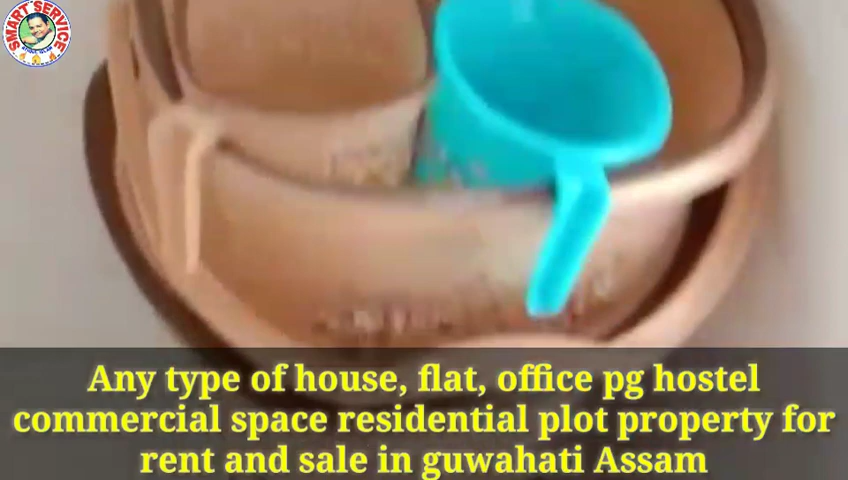 SMART SERVICE
Any type of house, flat, office pg hostel
commercial space residential plot property for
rent and sale in guwahati Assam